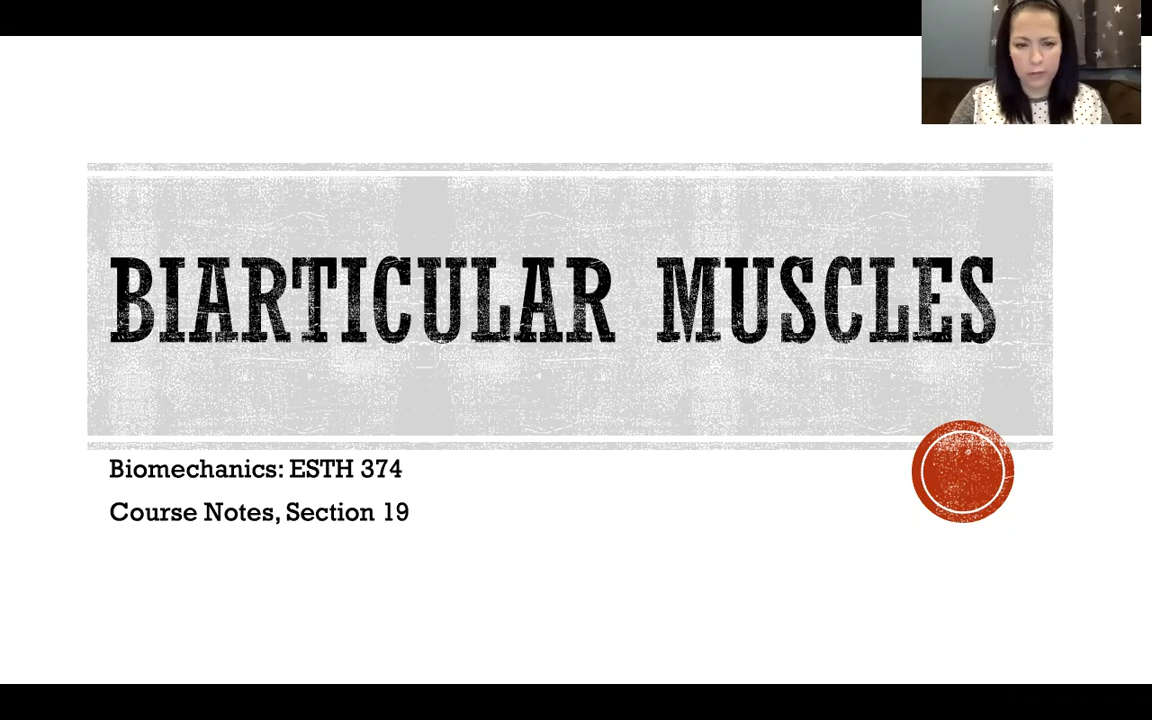 BIARTICULAR MUSCLES
Biomechanics: ESTH 374
Course Notes, Section 19